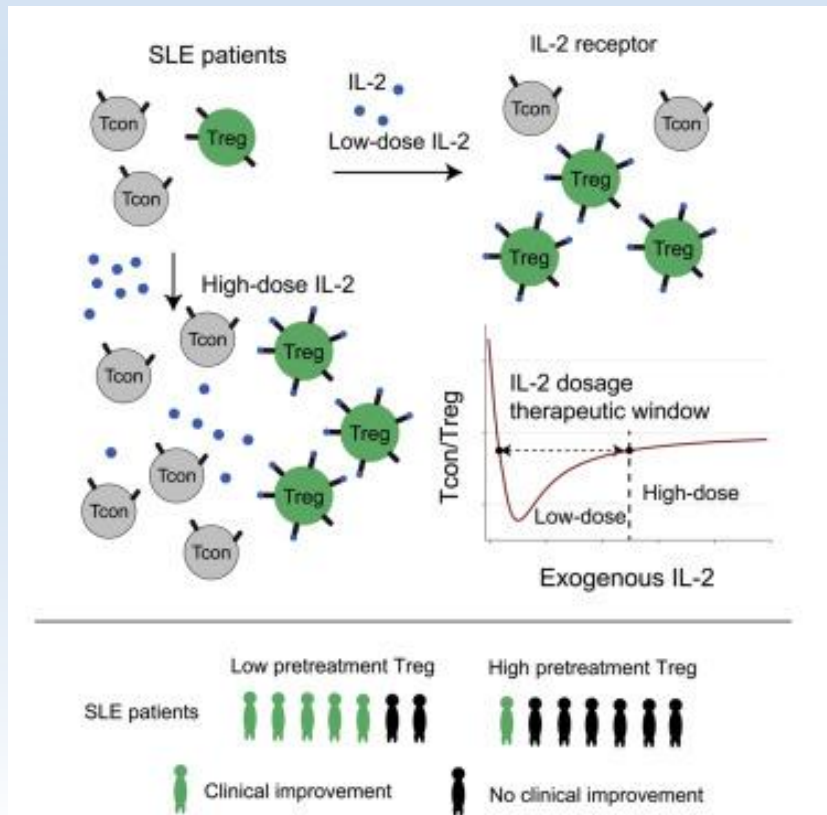 SLE patients
IL-2 receptor
IL-2
Low-dose IL-2
Tcon
Treg
Tcon
Tcon
Tcon
Treg
Treg
Treg
High-dose IL-2
Tcon
Treg
Tcon
Treg
Tcon
Treg
Tcon
Tcon
IL-2 dosage
therapeutic window
Tcon/Treg
High-dose
Low-dose
Exogenous IL-2
Low pretreatment Treg
High pretreatment Treg
SLE patients
Clinical improvement
No clinical improvement